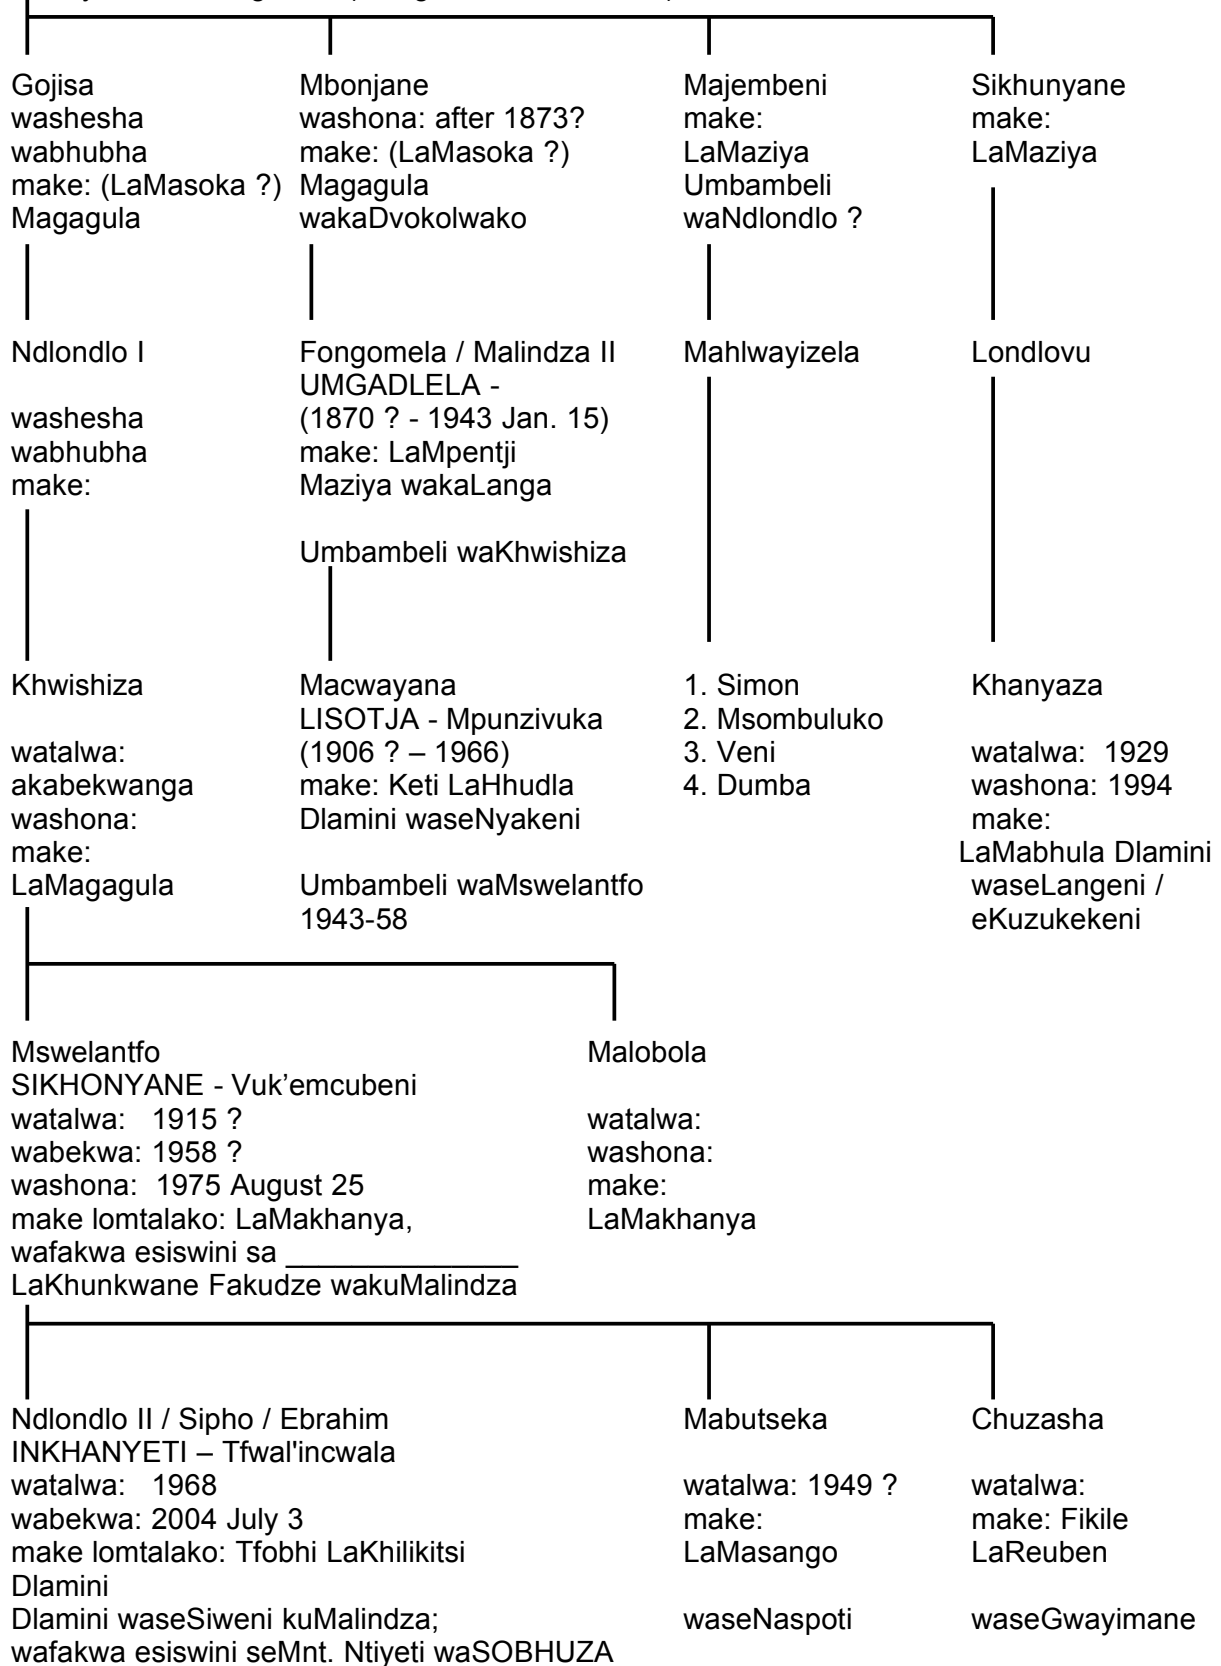 Gojisa
washesha
wabhubha
make: (LaMasoka ?)
Magagula
Mbonjane
washona: after 1873?
make: (LaMasoka ?)
Magagula
wakaDvokolwako
Majembeni
make:
LaMaziya
Umbambeli
waNdlondlo ?
Sikhunyane
make:
LaMaziya
Ndlondlo I
washesha
wabhubha
make:
Fongomela / Malindza II
UMGADLELA -
(1870 ? - 1943 Jan. 15)
make: LaMpentji
Maziya wakaLanga
Umbambeli waKhwishiza
Mahlwayizela
Londlovu
Khwishiza
watalwa:
akabekwanga
washona:
make:
LaMagagula
Macwayana
LISOTJA - Mpunzivuka
(1906 ? – 1966)
make: Keti LaHhudla
Dlamini waseNyakeni
Umbambeli waMswelantfo
1943-58
1. Simon
2. Msombuluko
3. Veni
4. Dumba
Khanyaza
watalwa: 1929
washona: 1994
make:
LaMabhula Dlamini
waseLangeni /
eKuzukekeni
Mswelantfo
SIKHONYANE - Vuk’emcubeni
watalwa: 1915 ?
wabekwa: 1958 ?
washona: 1975 August 25
make lomtalako: LaMakhanya,
wafakwa esiswini sa ______________
LaKhunkwane Fakudze wakuMalindza
Malobola
watalwa:
washona:
make:
LaMakhanya
Ndlondlo II / Sipho / Ebrahim
INKHANYETI – Tfwal'incwala
watalwa: 1968
wabekwa: 2004 July 3
make lomtalako: Tfobhi LaKhilikitsi
Dlamini
Dlamini waseSiweni kuMalindza;
wafakwa esiswini seMnt. Ntiyeti waSOBHUZA
Mabutseka
watalwa: 1949 ?
make:
LaMasango
waseNaspoti
Chuzasha
watalwa:
make: Fikile
LaReuben
waseGwayimane